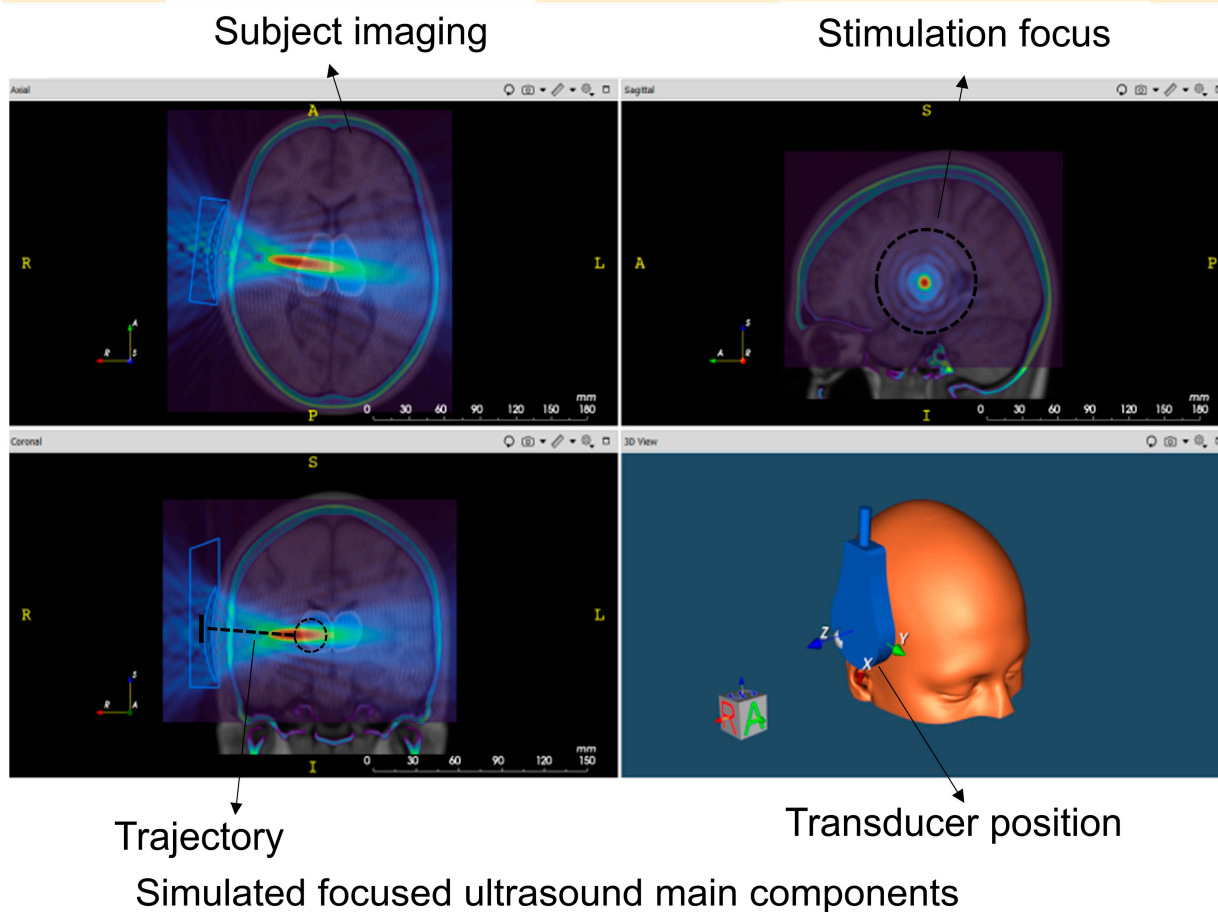 Subject imaging
Stimulation focus
Axial
A
R
L
A
R
S
P
mm
0 30 60 90 120 150 180
Sagittal
S
A
P
S
A
R
I
mm
0 30 60 90 120 150 180
Coronal
S
R
L
S
R
A
I
mm
0 30 60 90 120 150
3D View
Z
Y
X
R A
Trajectory
Transducer position
Simulated focused ultrasound main components